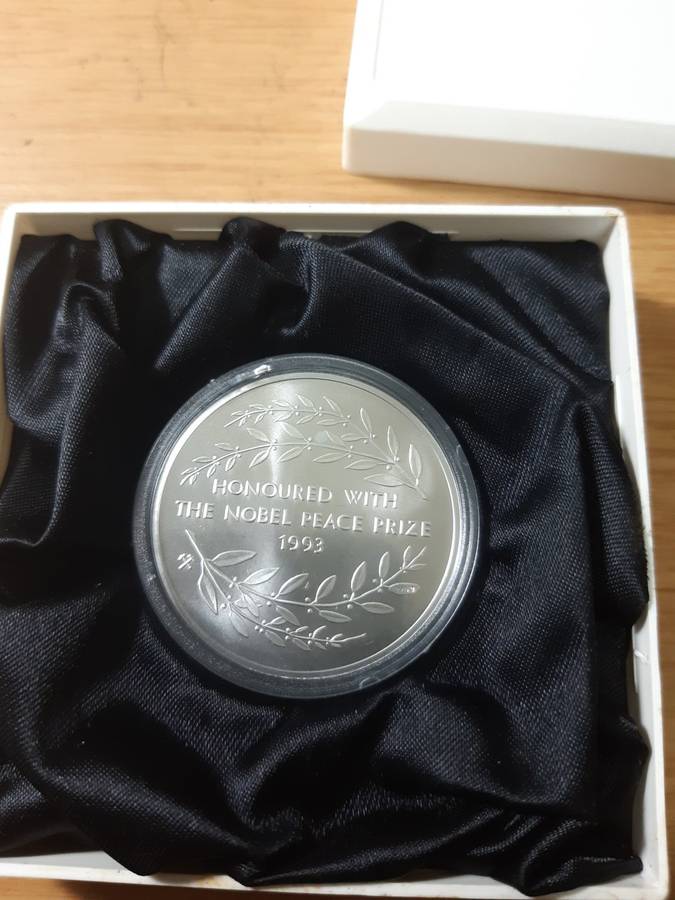 HONOURED WITH
THE NOBEL PEACE PRIZE
1993